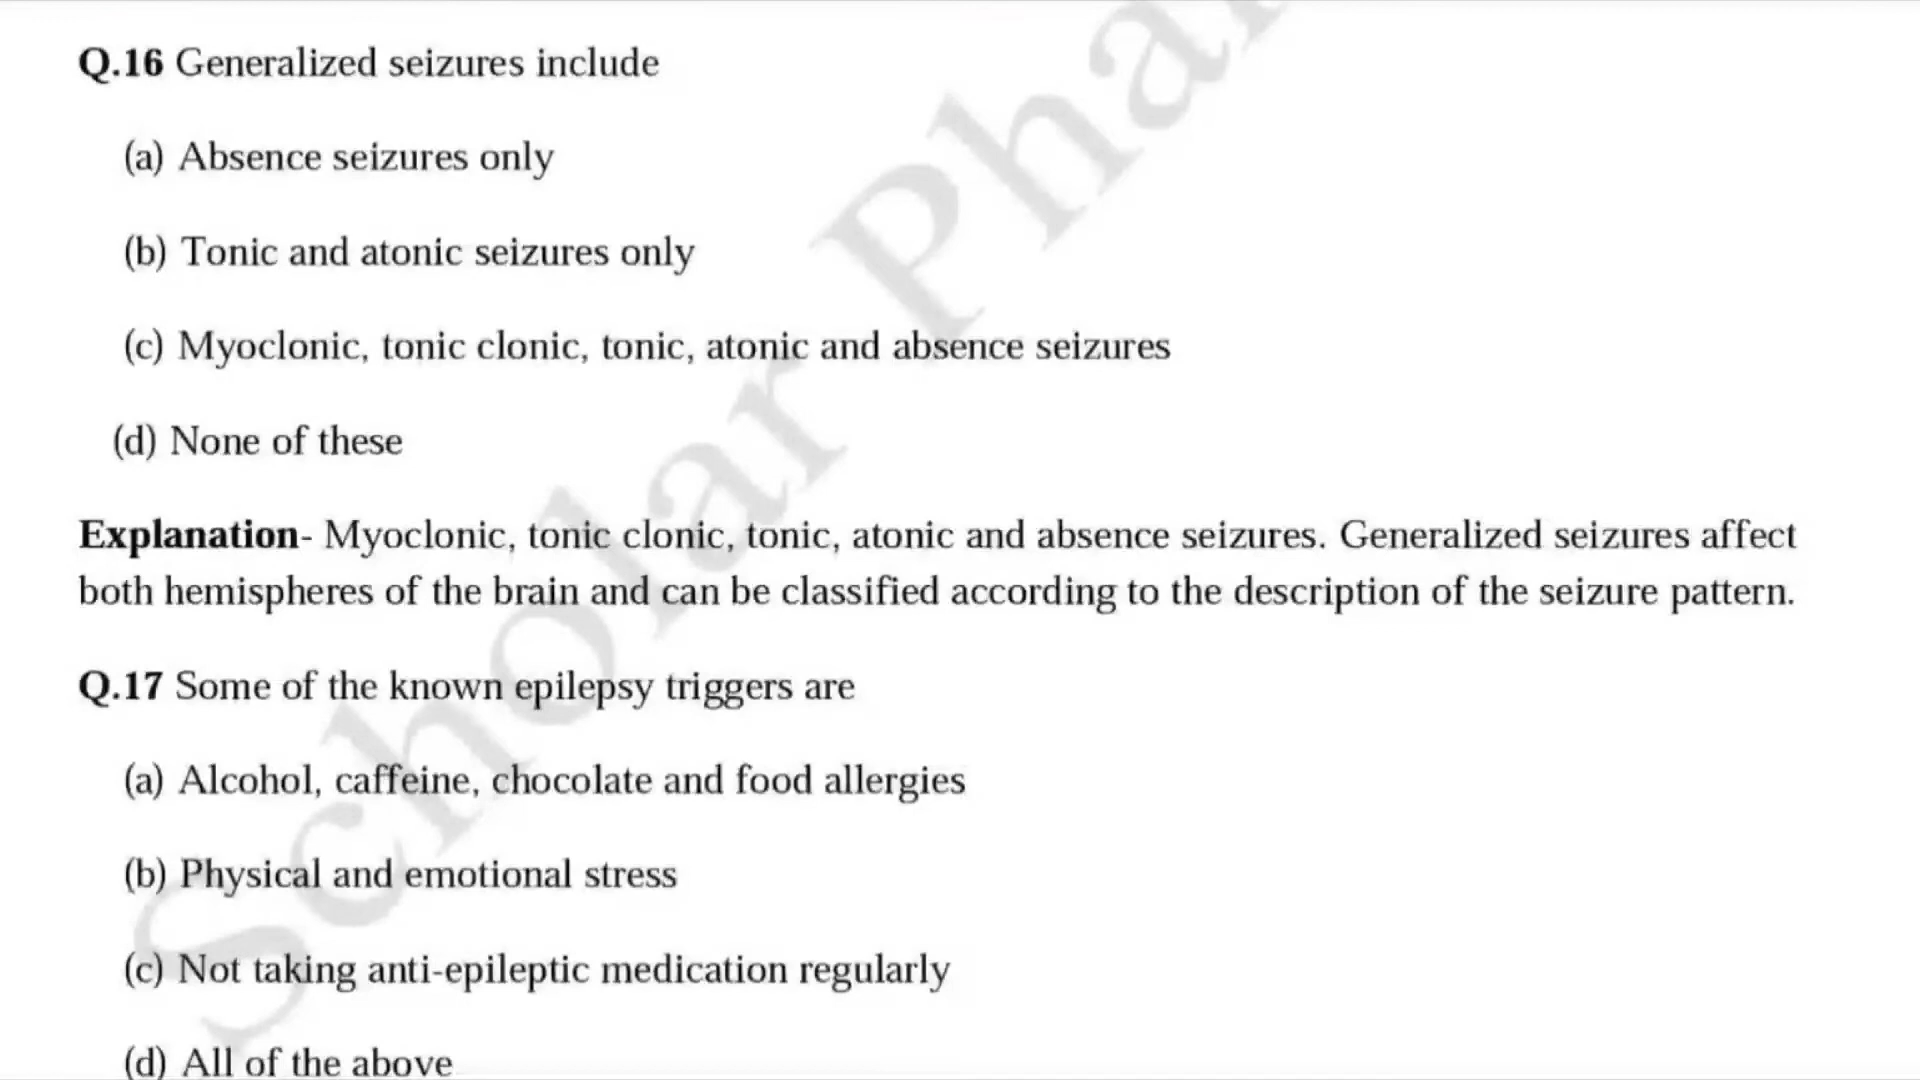 Q.16 Generalized seizures include
(a) Absence seizures only
(b) Tonic and atonic seizures only
(c) Myoclonic, tonic clonic, tonic, atonic and absence seizures
(d) None of these
Explanation- Myoclonic, tonic clonic, tonic, atonic and absence seizures. Generalized seizures affect
both hemispheres of the brain and can be classified according to the description of the seizure pattern.
Q.17 Some of the known epilepsy triggers are
(a) Alcohol, caffeine, chocolate and food allergies
(b) Physical and emotional stress
(c) Not taking anti-epileptic medication regularly
(d) All of the above
Scholar Phar